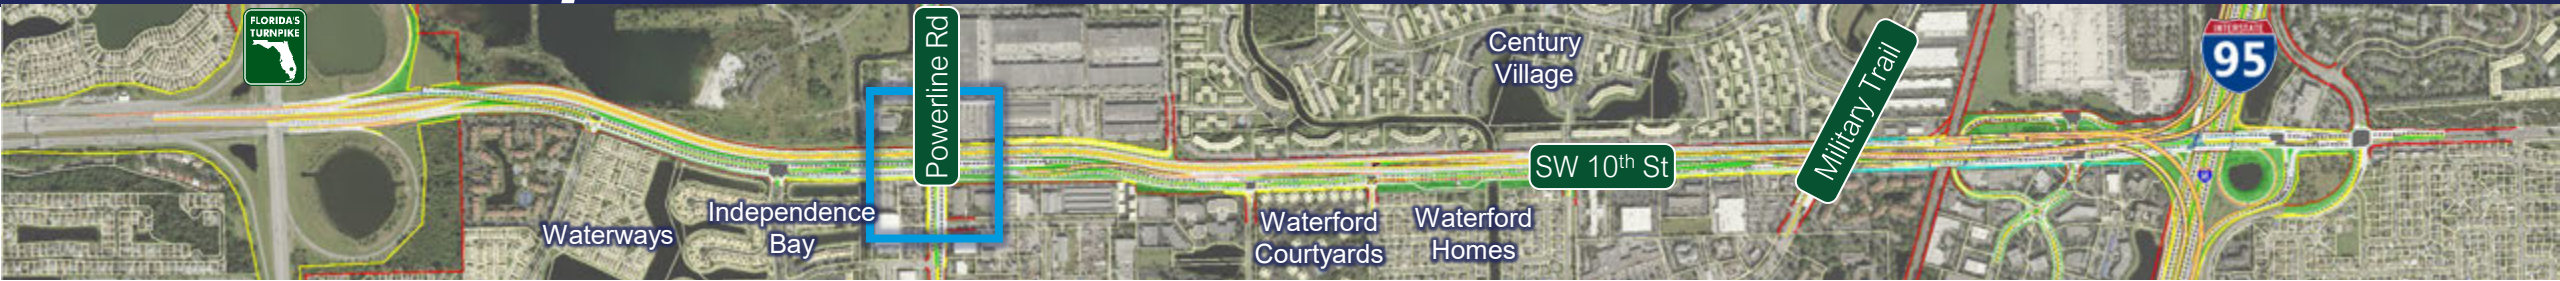 FLORIDA'S
TURNPIKE
Powerline Rd
Century
Village
Military Trail
INTERSTATE
95
SW 10th St
Independence
Bay
Waterways
Waterford
Courtyards
Waterford
Homes